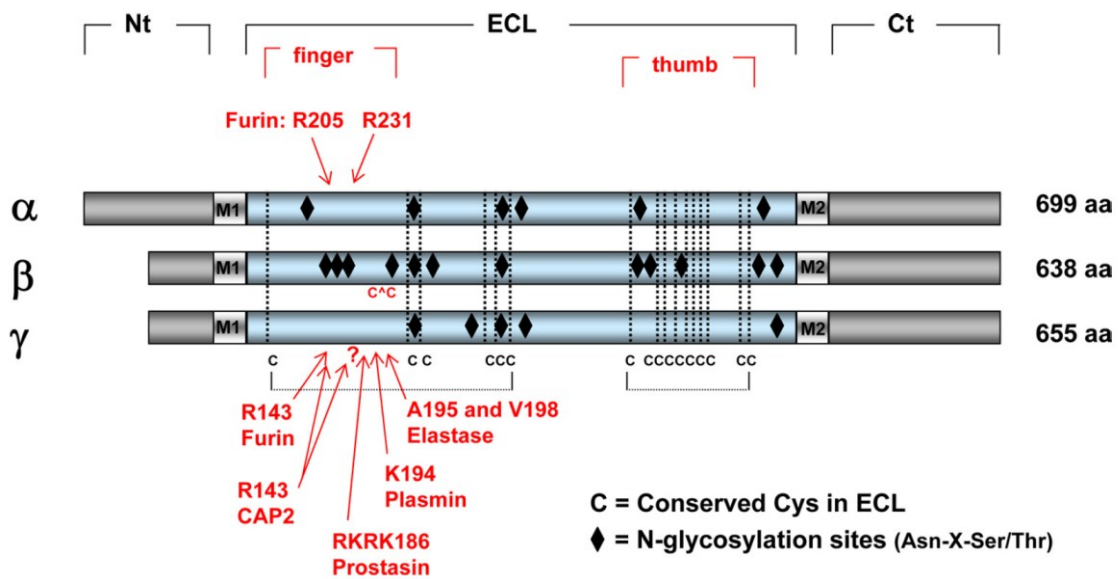 Nt ECL Ct
finger thumb
Furin: R205 R231
α M1 M2 699 aa
β M1 M2 638 aa
C^C
γ M1 M2 655 aa
C ? C C CCC C CCCCCCC CC
R143
Furin
A195 and V198
Elastase
R143
CAP2
K194
Plasmin
RKRK186
Prostasin
C = Conserved Cys in ECL
♦ = N-glycosylation sites (Asn-X-Ser/Thr)